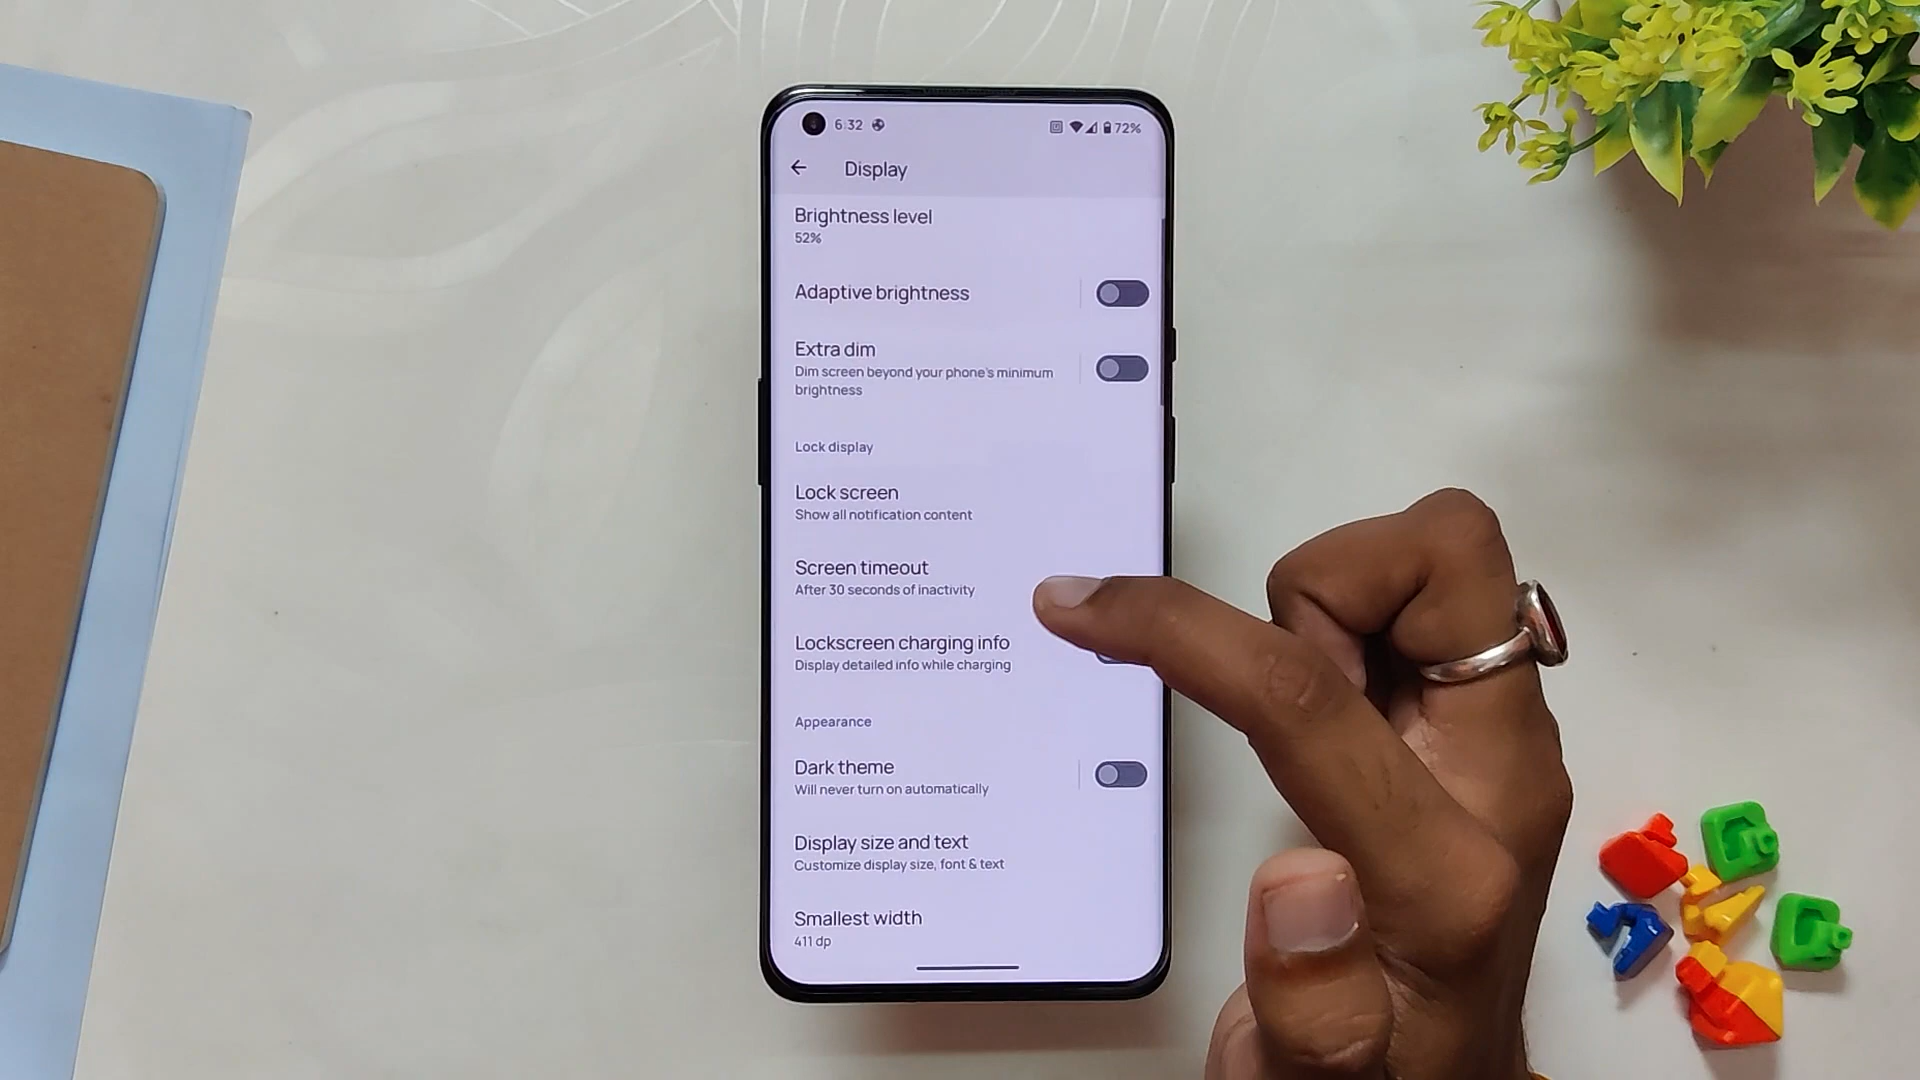 6:32 72%
Display
Brightness level
52%
Adaptive brightness
Extra dim
Dim screen beyond your phone's minimum
brightness
Lock display
Lock screen
Show all notification content
Screen timeout
After 30 seconds of inactivity
Lockscreen charging info
Display detailed info while charging
Appearance
Dark theme
Will never turn on automatically
Display size and text
Customize display size, font & text
Smallest width
411 dp